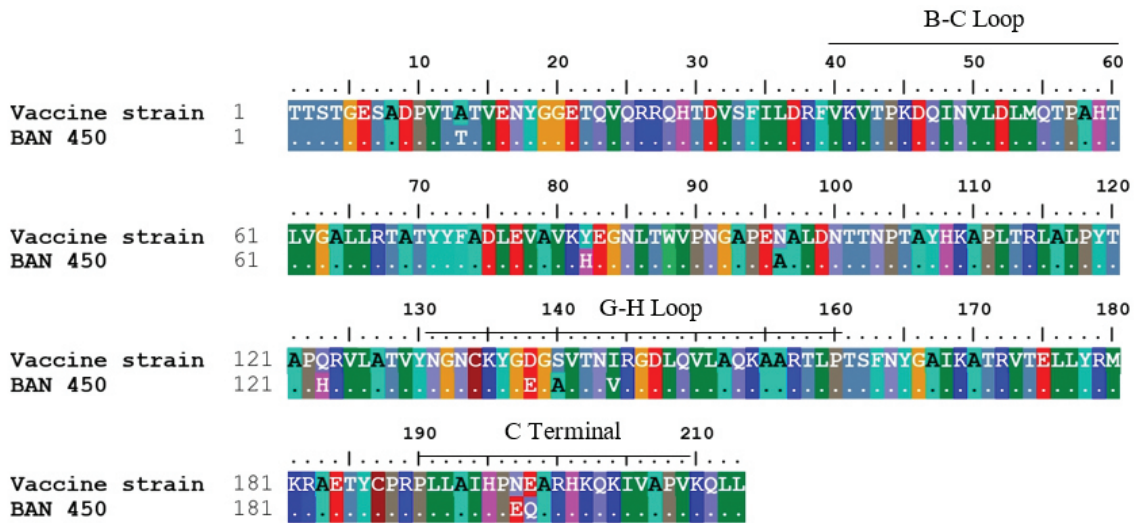 B-C Loop
10 20 30 40 50 60
Vaccine strain 1 TTSTGESADPVTATVENYGGETQVQRRQHTDVSFILDRFVKVTPKDQINVLDLMQTPAHT
BAN 450 1 ............T...............................................
70 80 90 100 110 120
Vaccine strain 61 LVGALLRTATYYFADLEVAVKYEGNLTWVPNGAPENALDNTTNPTAYHKAPLTRLALPYT
BAN 450 61 .....................H.............A........................
G-H Loop
130 140 150 160 170 180
Vaccine strain 121 APQRVLATVYNGNCKYGDGSVTNIRGDLQVLAQKAARTLPTSFNYGAIKATRVTELLYRM
BAN 450 121 ..H..............E.A...V....................................
190 C Terminal 210
Vaccine strain 181 KRAETYCPRPLLAIHPNEARHKQKIVAPVKQLL
BAN 450 181 ................EQ...............